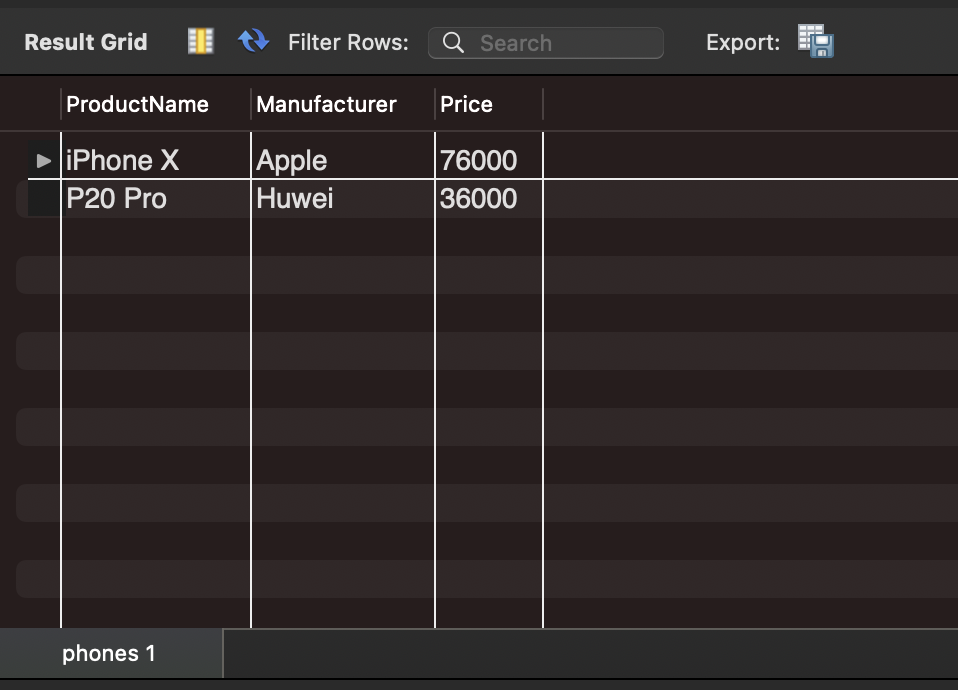 Result Grid Filter Rows: Search Export:
ProductName Manufacturer Price
iPhone X Apple 76000
P20 Pro Huwei 36000
phones 1